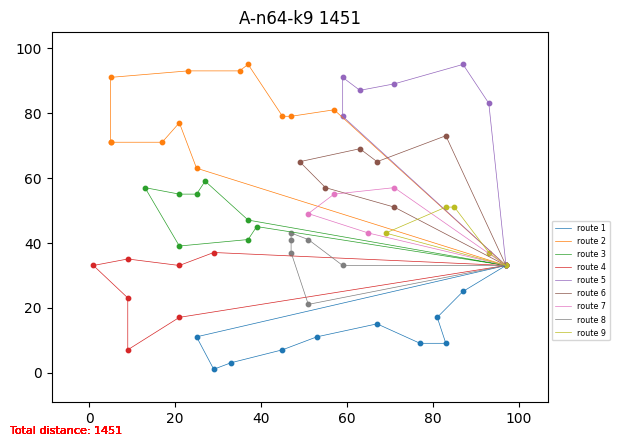 A-n64-k9 1451
100
80
60
40
20
0
0 20 40 60 80 100
route 1
route 2
route 3
route 4
route 5
route 6
route 7
route 8
route 9
Total distance: 1451